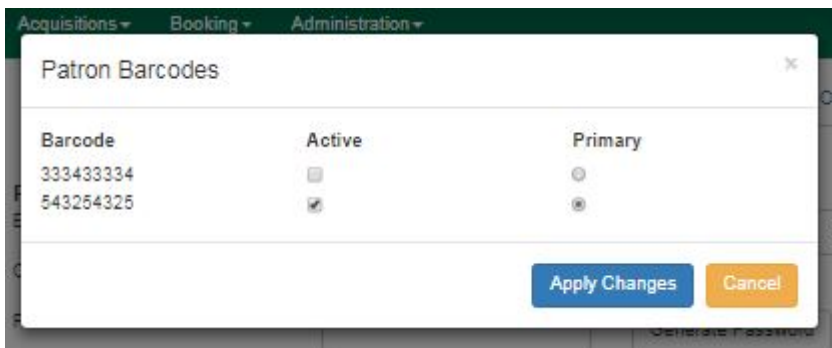 Acquisitions Booking Administration
Patron Barcodes ×
Barcode Active Primary
333433334
543254325
Apply Changes Cancel
Generate Password